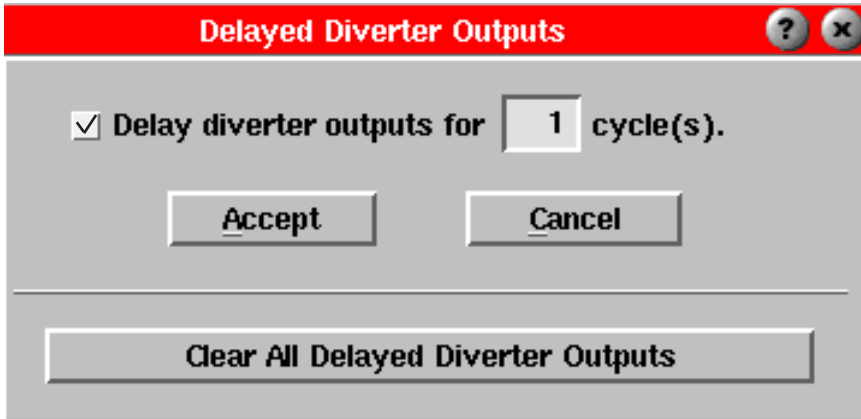 Delayed Diverter Outputs ? x
Delay diverter outputs for 1 cycle(s).
Accept Cancel
Clear All Delayed Diverter Outputs